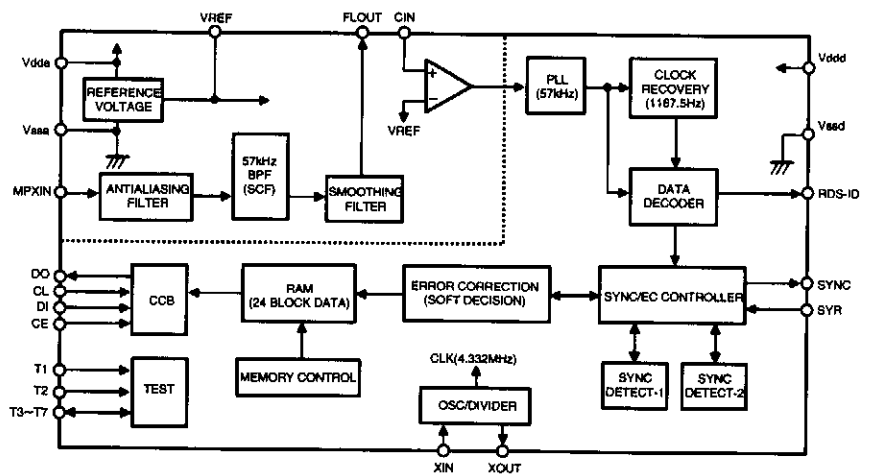 VREF
FLOUT
CIN
Vdda
Vddd
REFERENCE
VOLTAGE
+
−
PLL
(57kHz)
CLOCK
RECOVERY
(1187.5Hz)
VREF
Vssa
Vssd
57kHz
BPF
(SCF)
MPXIN
ANTIALIASING
FILTER
SMOOTHING
FILTER
DATA
DECODER
RDS-ID
DO
CL
DI
CE
CCB
RAM
(24 BLOCK DATA)
ERROR CORRECTION
(SOFT DECISION)
SYNC/EC CONTROLLER
SYNC
SYR
T1
T2
T3~T7
TEST
MEMORY CONTROL
CLK(4.332MHz)
OSC/DIVIDER
SYNC
DETECT-1
SYNC
DETECT-2
XIN
XOUT